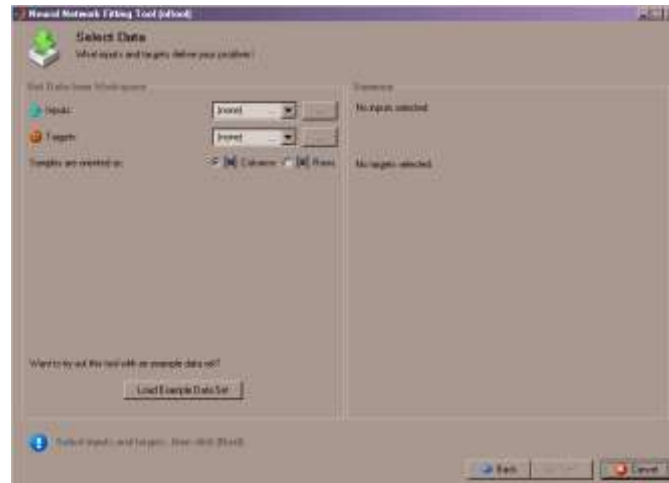 Neural Network Fitting Tool (nftool)
Select Data
What inputs and targets define your problem?
Get Data from Workspace
Inputs: (none) ... ...
Targets: (none) ... ...
Samples are oriented as: Columns Rows
Want to try out this tool with an example data set?
Load Example Data Set
Summary
No inputs selected.
No targets selected.
Select inputs and targets, then click [Next].
Back Next Cancel